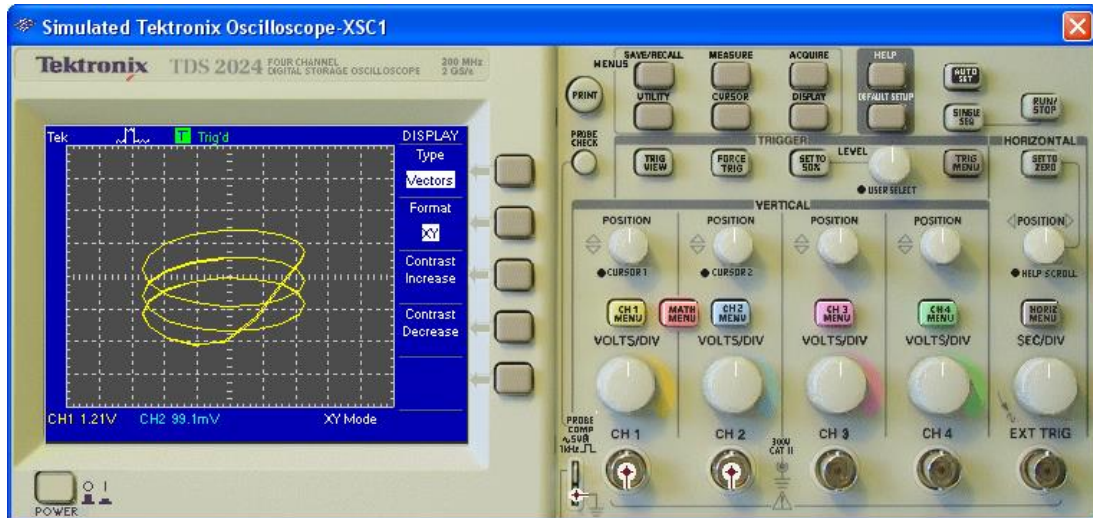 Simulated Tektronix Oscilloscope-XSC1
Tektronix TDS 2024 FOUR CHANNEL DIGITAL STORAGE OSCILLOSCOPE 200 MHz 2 GS/s
Tek T Trig'd DISPLAY
Type
Vectors
Format
XY
Contrast
Increase
Contrast
Decrease
CH1 1.21V CH2 99.1mV XY Mode
POWER
MENUS
SAVE/RECALL MEASURE ACQUIRE
UTILITY CURSOR DISPLAY
HELP
DEFAULT SETUP
AUTO SET
SINGLE SEQ
RUN/ STOP
PRINT
PROBE CHECK
TRIGGER
TRIG VIEW
FORCE TRIG
SET TO 50%
LEVEL
USER SELECT
TRIG MENU
HORIZONTAL
SET TO ZERO
VERTICAL
POSITION POSITION POSITION POSITION POSITION
CURSOR 1 CURSOR 2 HELP SCROLL
CH 1 MENU MATH MENU CH 2 MENU CH 3 MENU CH 4 MENU HORIZ MENU
VOLTS/DIV VOLTS/DIV VOLTS/DIV VOLTS/DIV SEC/DIV
PROBE COMP
1kHz
CH 1 CH 2 300V CAT II CH 3 CH 4 EXT TRIG